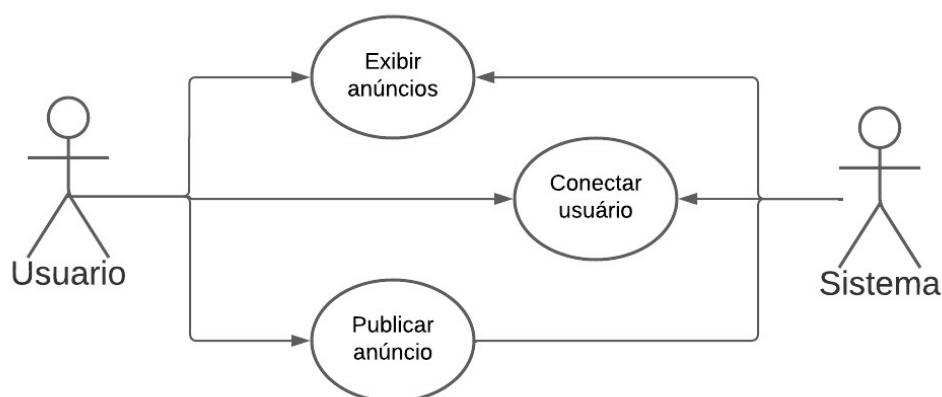 Exibir
anúncios
Conectar
usuário
Usuario
Sistema
Publicar
anúncio